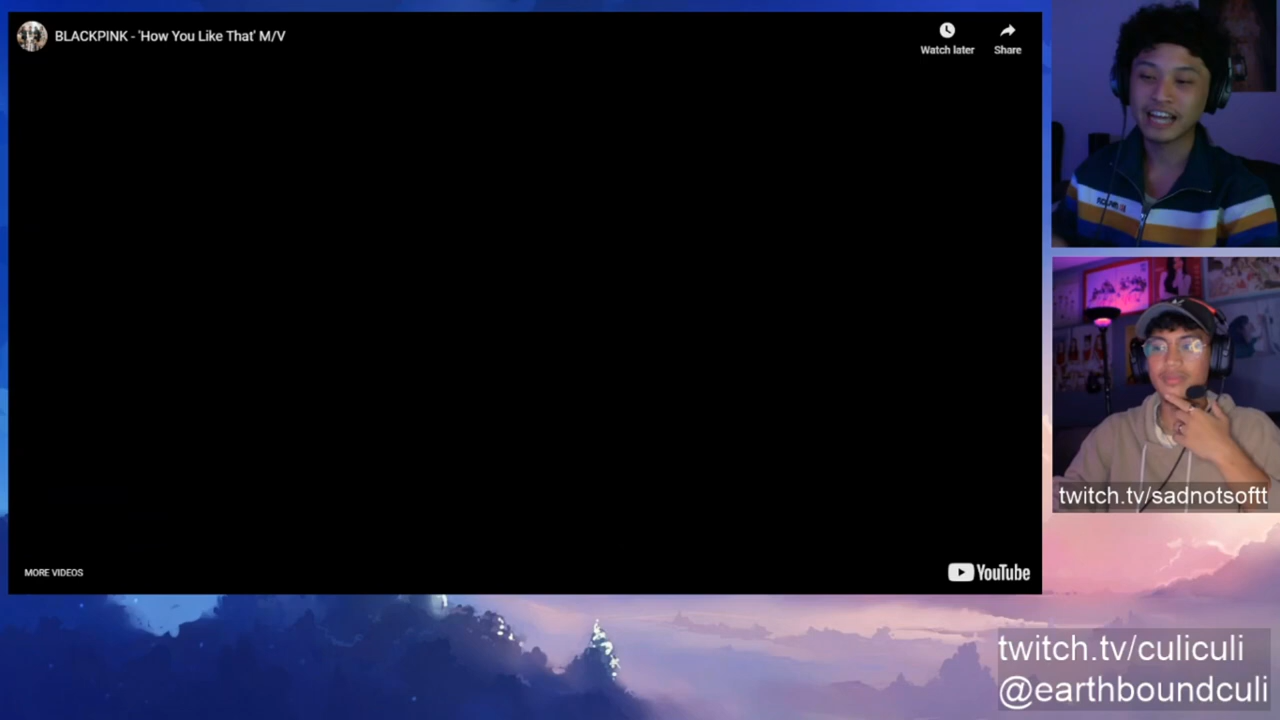 BLACKPINK - 'How You Like That' M/V
Watch later
Share
MORE VIDEOS
YouTube
twitch.tv/sadnotsoftt
twitch.tv/culiculi
@earthboundculi